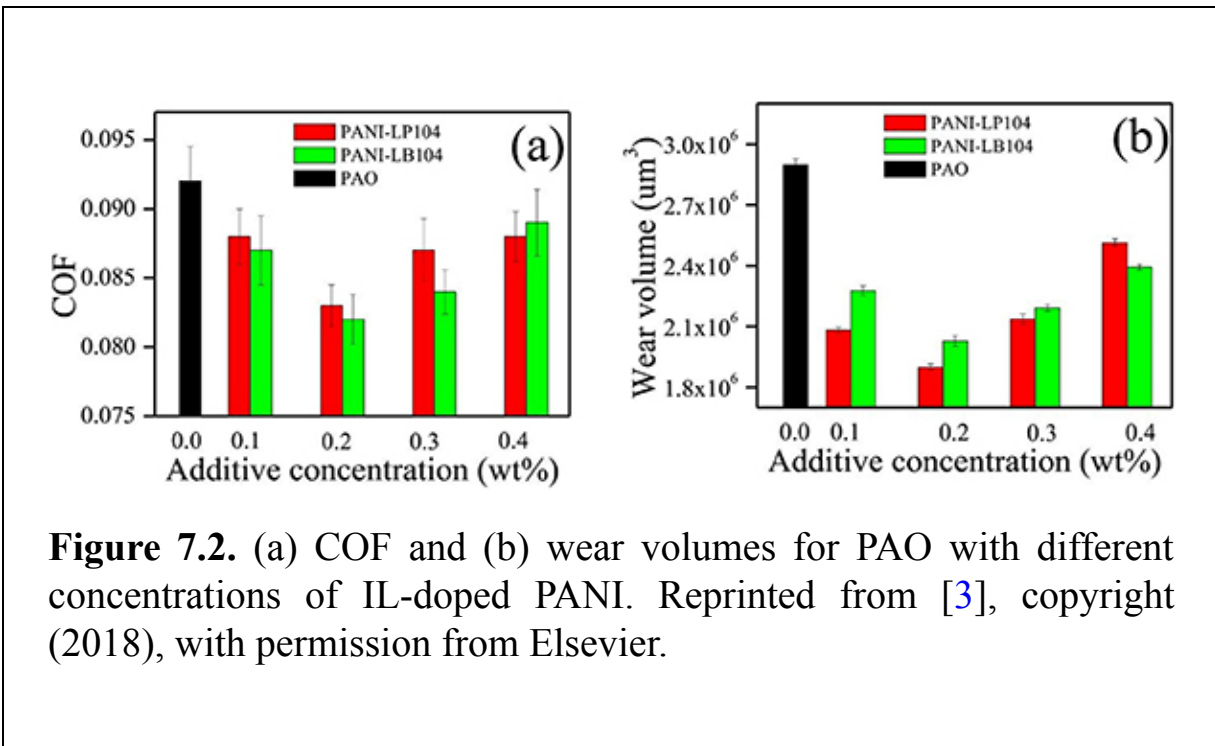 (a)
PANI-LP104
PANI-LB104
PAO
0.095
0.090
0.085
0.080
0.075
COF
0.0 0.1 0.2 0.3 0.4
Additive concentration (wt%)
(b)
PANI-LP104
PANI-LB104
PAO
3.0x10⁶
2.7x10⁶
2.4x10⁶
2.1x10⁶
1.8x10⁶
Wear volume (um³)
0.0 0.1 0.2 0.3 0.4
Additive concentration (wt%)
Figure 7.2. (a) COF and (b) wear volumes for PAO with different
concentrations of IL-doped PANI. Reprinted from [3], copyright
(2018), with permission from Elsevier.